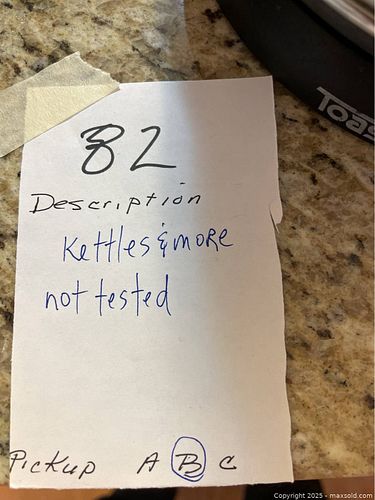 Toas
82
Description
Kettles & more
not tested
Pickup A B C
Copyright 2025 - maxsold.com